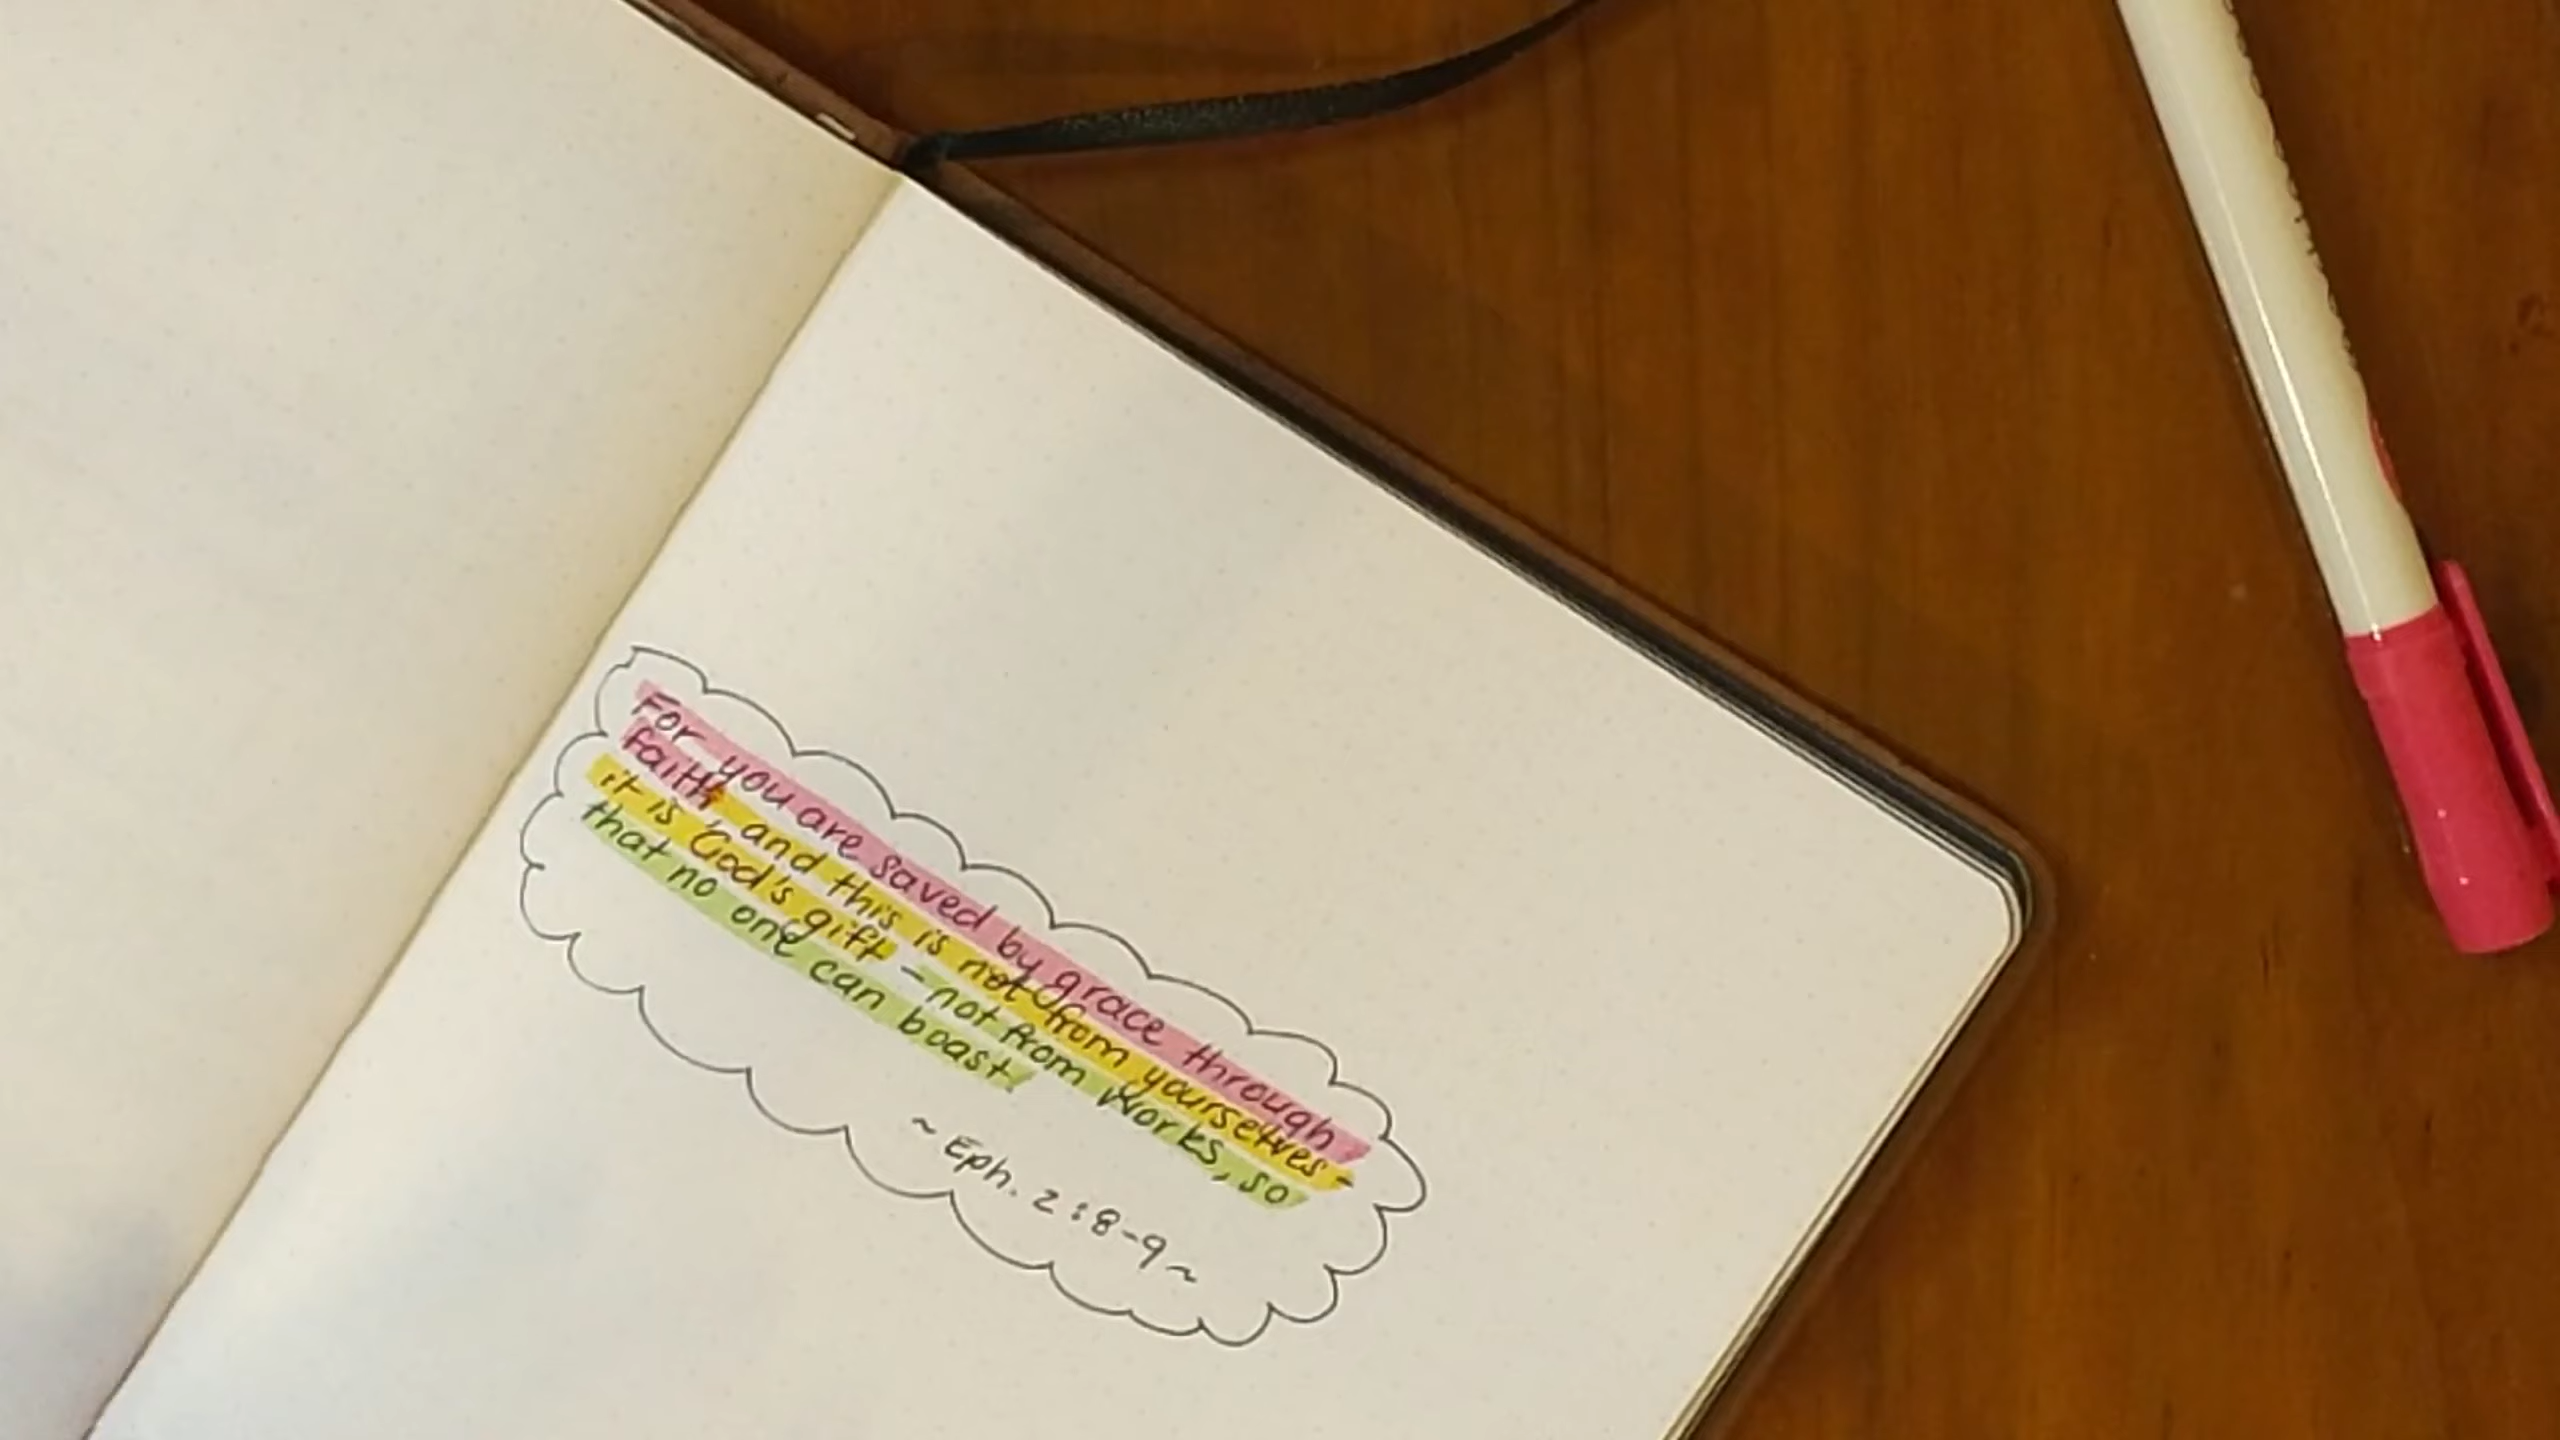 For you are saved by grace through
faith, and this is not from yourselves -
it is God's gift - not from works, so
that no one can boast.
~ Eph. 2:8-9 ~